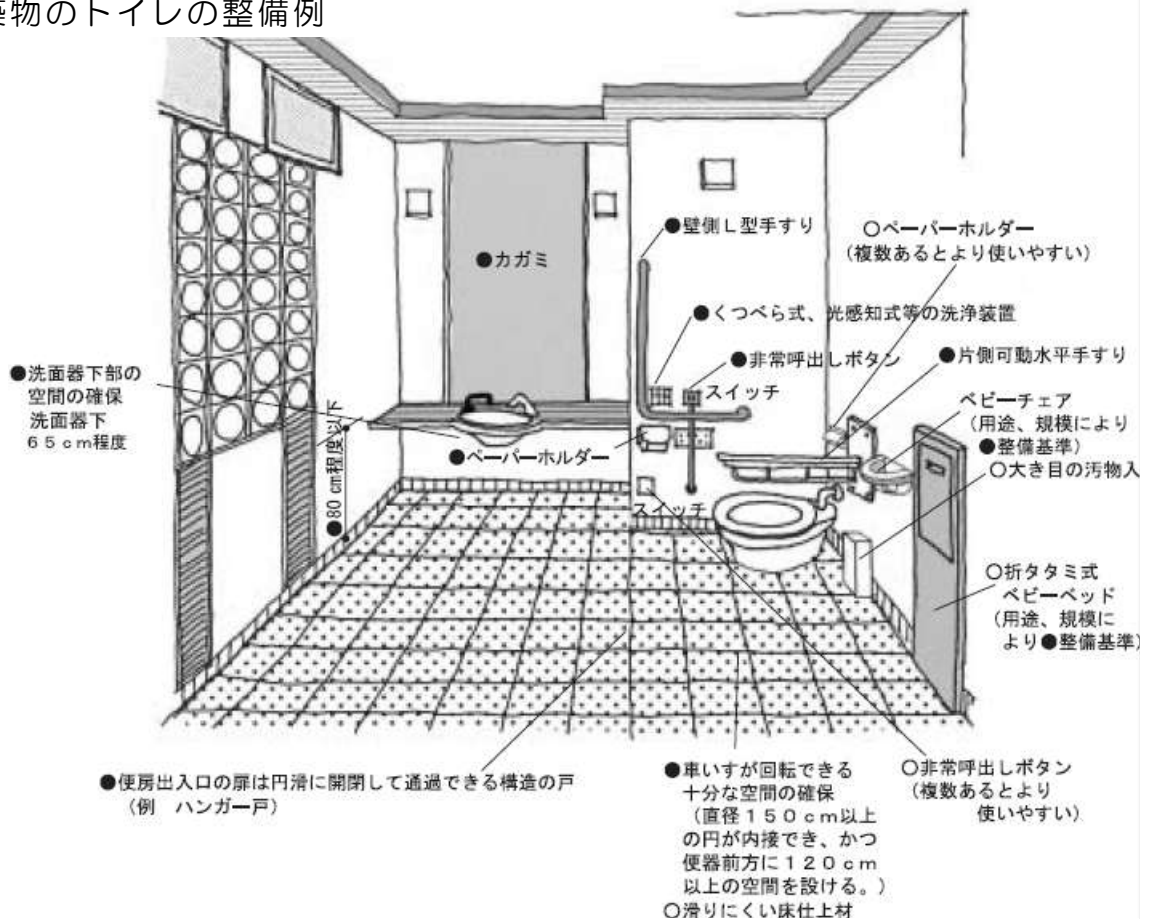 築物のトイレの整備例
●壁側L型手すり
○ペーパーホルダー
(複数あるとより使いやすい)
●カガミ
●くつべら式、光感知式等の洗浄装置
●非常呼出しボタン
●片側可動水平手すり
スイッチ
●洗面器下部の
空間の確保
洗面器下
65cm程度
ベビーチェア
(用途、規模により
●整備基準)
●80cm程度以下
●ペーパーホルダー
○大き目の汚物入
スイッチ
○折タタミ式
ベビーベッド
(用途、規模に
より●整備基準)
●便房出入口の扉は円滑に開閉して通過できる構造の戸
(例 ハンガー戸)
●車いすが回転できる
十分な空間の確保
(直径150cm以上
の円が内接でき、かつ
便器前方に120cm
以上の空間を設ける。)
○滑りにくい床仕上材
○非常呼出しボタン
(複数あるとより
使いやすい)